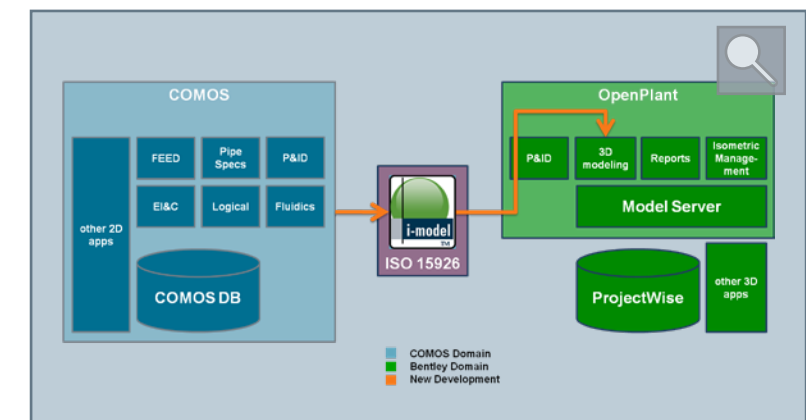 COMOS
other 2D
apps
FEED
Pipe
Specs
P&ID
EI&C
Logical
Fluidics
COMOS DB
i-model
TM
ISO 15926
OpenPlant
P&ID
3D
modeling
Reports
Isometric
Manage-
ment
Model Server
ProjectWise
other 3D
apps
COMOS Domain
Bentley Domain
New Development